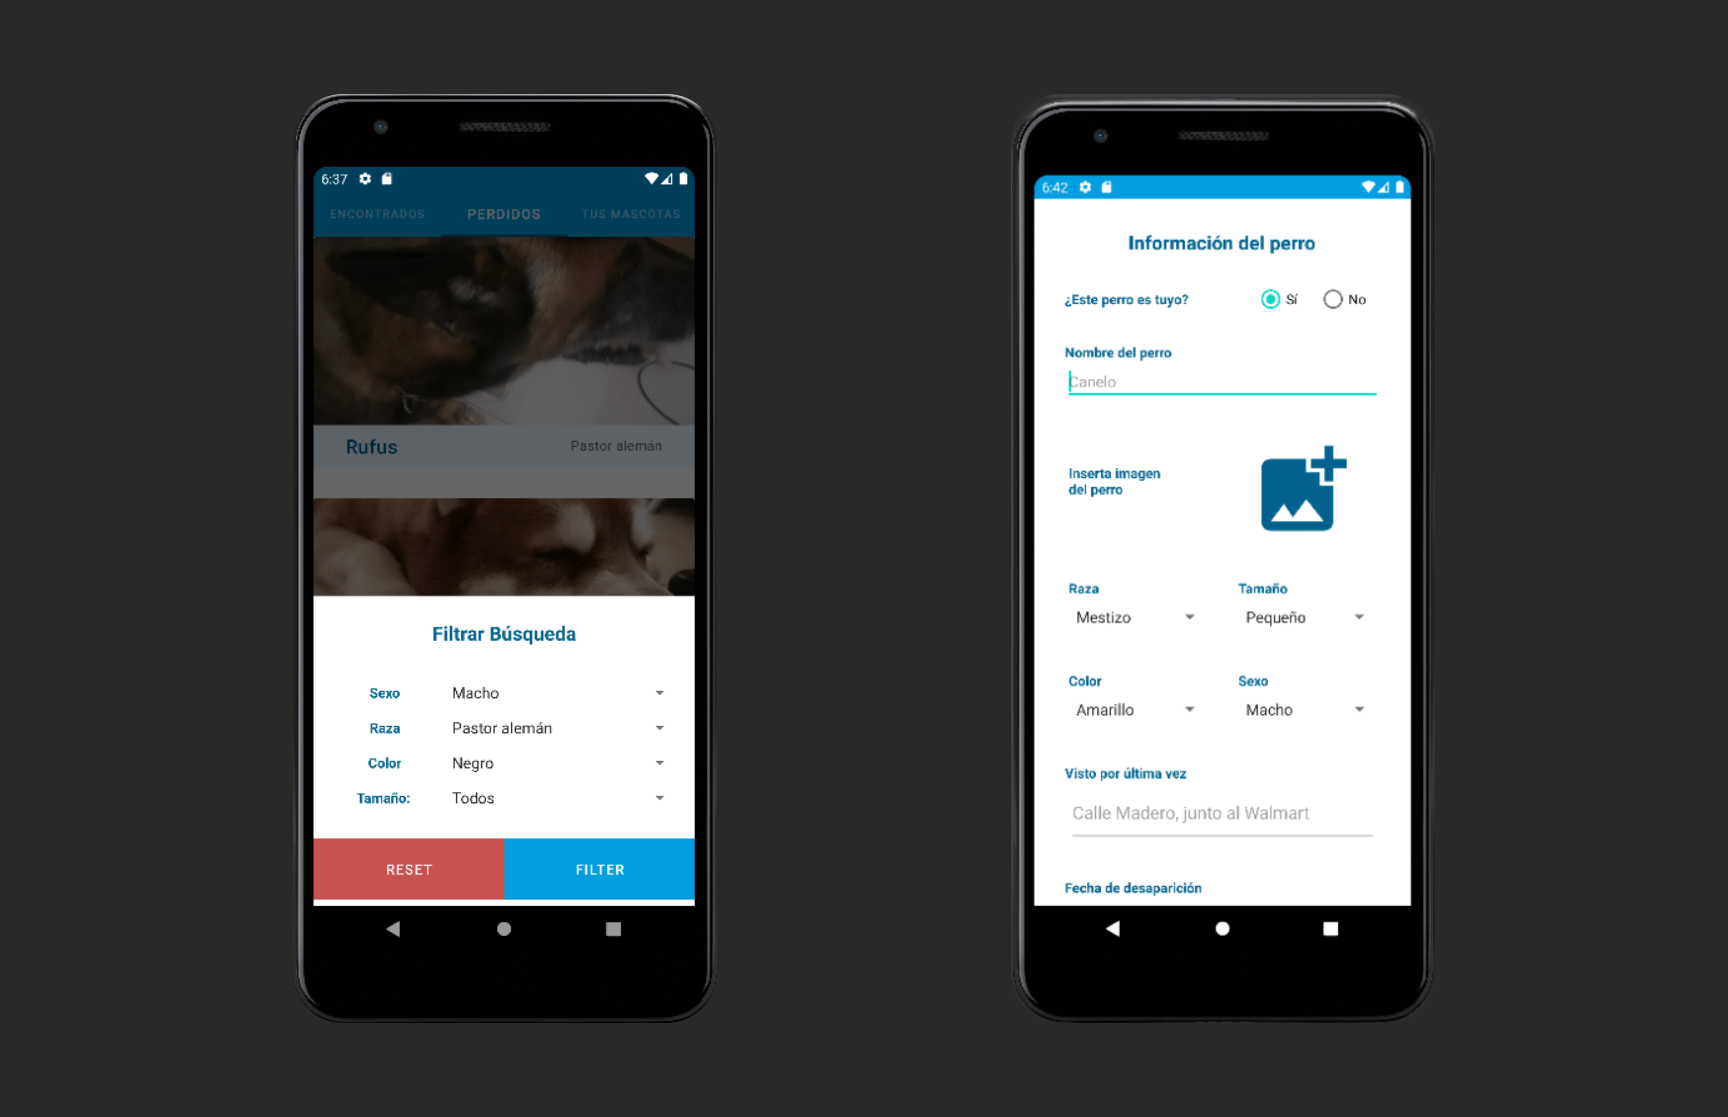 6:37
ENCONTRADOS PERDIDOS TUS MASCOTAS
Rufus Pastor alemán
Filtrar Búsqueda
Sexo Macho
Raza Pastor alemán
Color Negro
Tamaño: Todos
RESET FILTER
6:42
Información del perro
¿Este perro es tuyo? Sí No
Nombre del perro
Canelo
Inserta imagen
del perro
Raza Tamaño
Mestizo Pequeño
Color Sexo
Amarillo Macho
Visto por última vez
Calle Madero, junto al Walmart
Fecha de desaparición